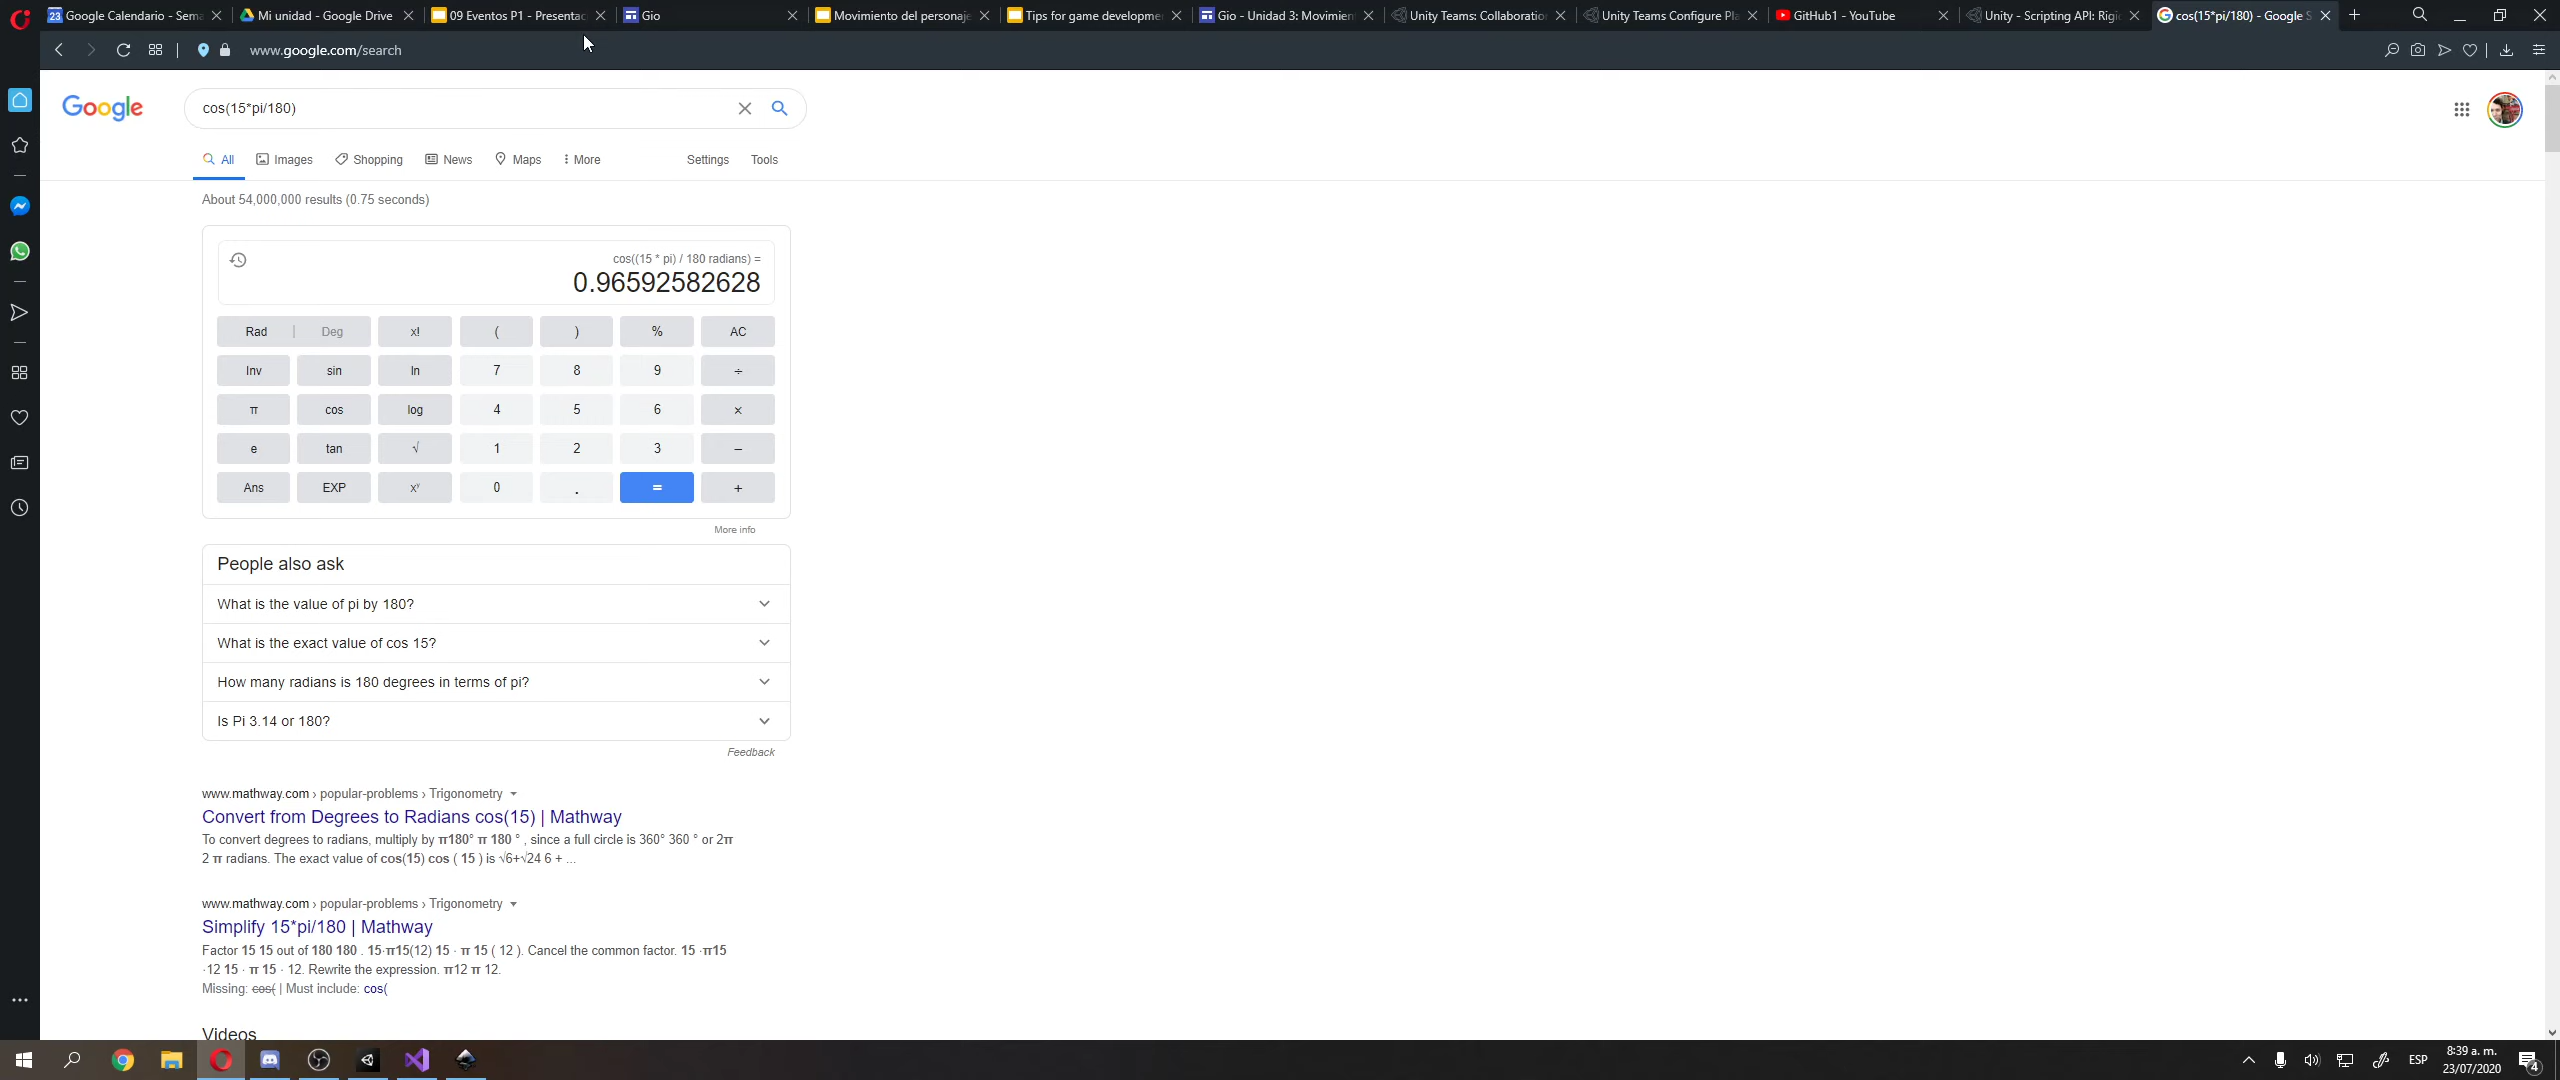 23 Google Calendario - Sema
Mi unidad - Google Drive
09 Eventos P1 - Presentac
Gio
Movimiento del personaje
Tips for game developme
Gio - Unidad 3: Movimien
Unity Teams: Collaboratio
Unity Teams Configure Pla
GitHub1 - YouTube
Unity - Scripting API: Rigi
cos(15*pi/180) - Google S
www.google.com/search
Google
cos(15*pi/180)
All
Images
Shopping
News
Maps
More
Settings
Tools
About 54,000,000 results (0.75 seconds)
cos((15 * pi) / 180 radians) =
0.96592582628
Rad | Deg x! ( ) % AC
Inv sin ln 7 8 9 ÷
π cos log 4 5 6 ×
e tan √ 1 2 3 −
Ans EXP xʸ 0 . = +
More info
People also ask
What is the value of pi by 180?
What is the exact value of cos 15?
How many radians is 180 degrees in terms of pi?
Is Pi 3.14 or 180?
Feedback
www.mathway.com › popular-problems › Trigonometry
Convert from Degrees to Radians cos(15) | Mathway
To convert degrees to radians, multiply by π180° π 180 ° , since a full circle is 360° 360 ° or 2π
2 π radians. The exact value of cos(15) cos ( 15 ) is √6+√24 6 + ...
www.mathway.com › popular-problems › Trigonometry
Simplify 15*pi/180 | Mathway
Factor 15 15 out of 180 180 . 15·π15(12) 15 · π 15 ( 12 ). Cancel the common factor. 15 ·π15
·12 15 · π 15 · 12. Rewrite the expression. π12 π 12.
Missing: cos( | Must include: cos(
Videos
ESP
8:39 a. m.
23/07/2020
4